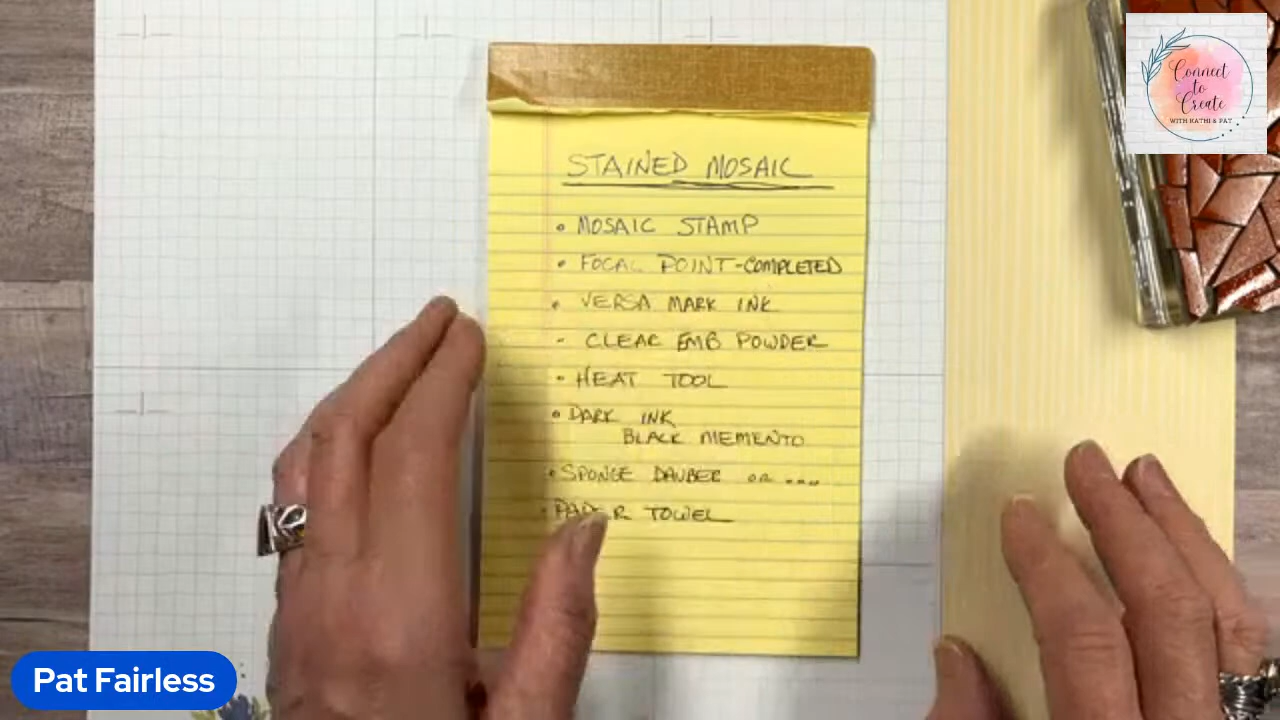 STAINED MOSAIC
• MOSAIC STAMP
• FOCAL POINT-COMPLETED
• VERSA MARK INK
- CLEAR EMB POWDER
• HEAT TOOL
• DARK INK
BLACK MEMENTO
• SPONGE DAUBER OR ....
• PAPER TOWEL
Connect
to
Create
WITH KATHI & PAT
Pat Fairless